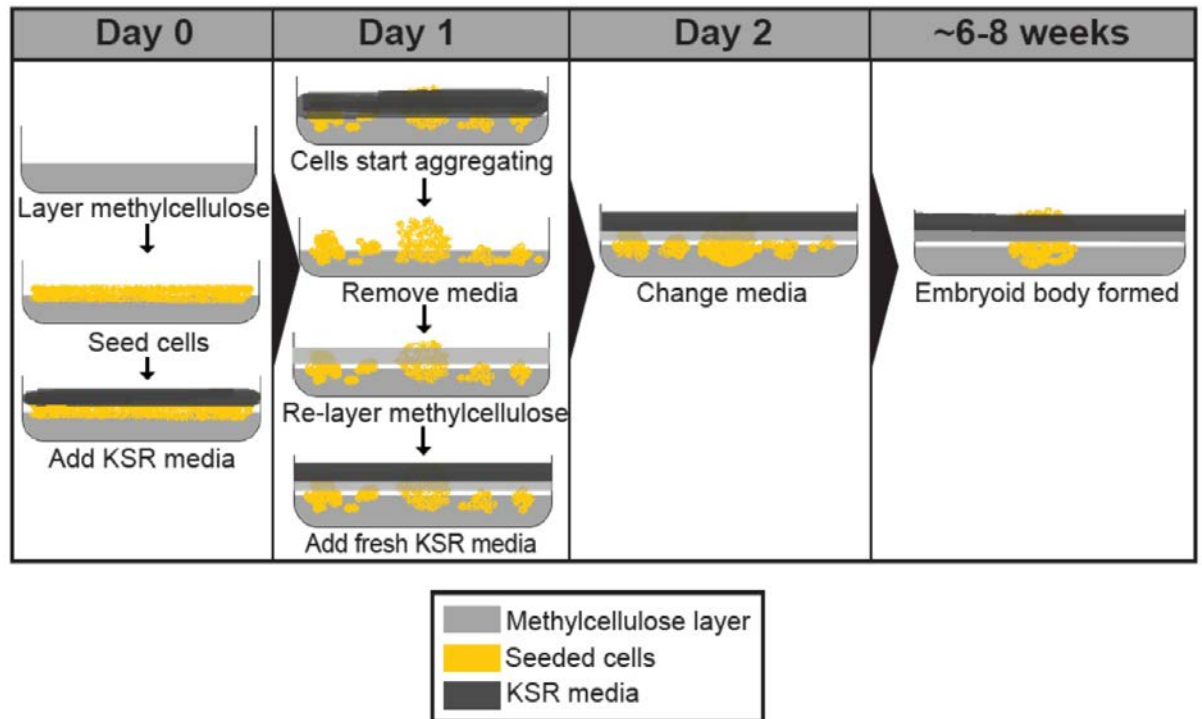 Day 0
Day 1
Day 2
~6-8 weeks
Layer methylcellulose
Seed cells
Add KSR media
Cells start aggregating
Remove media
Re-layer methylcellulose
Add fresh KSR media
Change media
Embryoid body formed
Methylcellulose layer
Seeded cells
KSR media